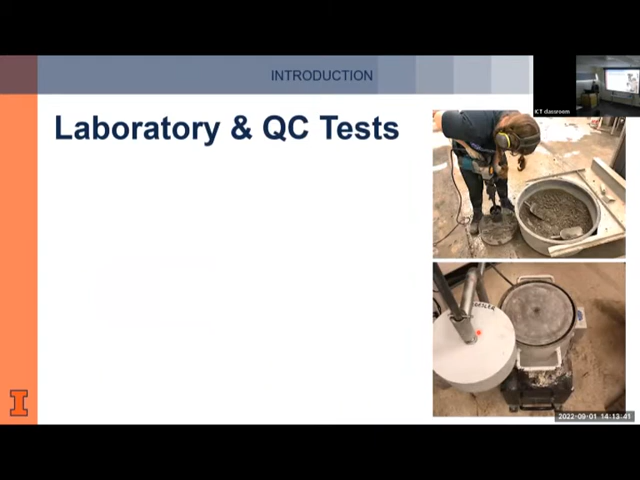 INTRODUCTION
Laboratory & QC Tests
ICT classroom
2022-09-01 14:13:41